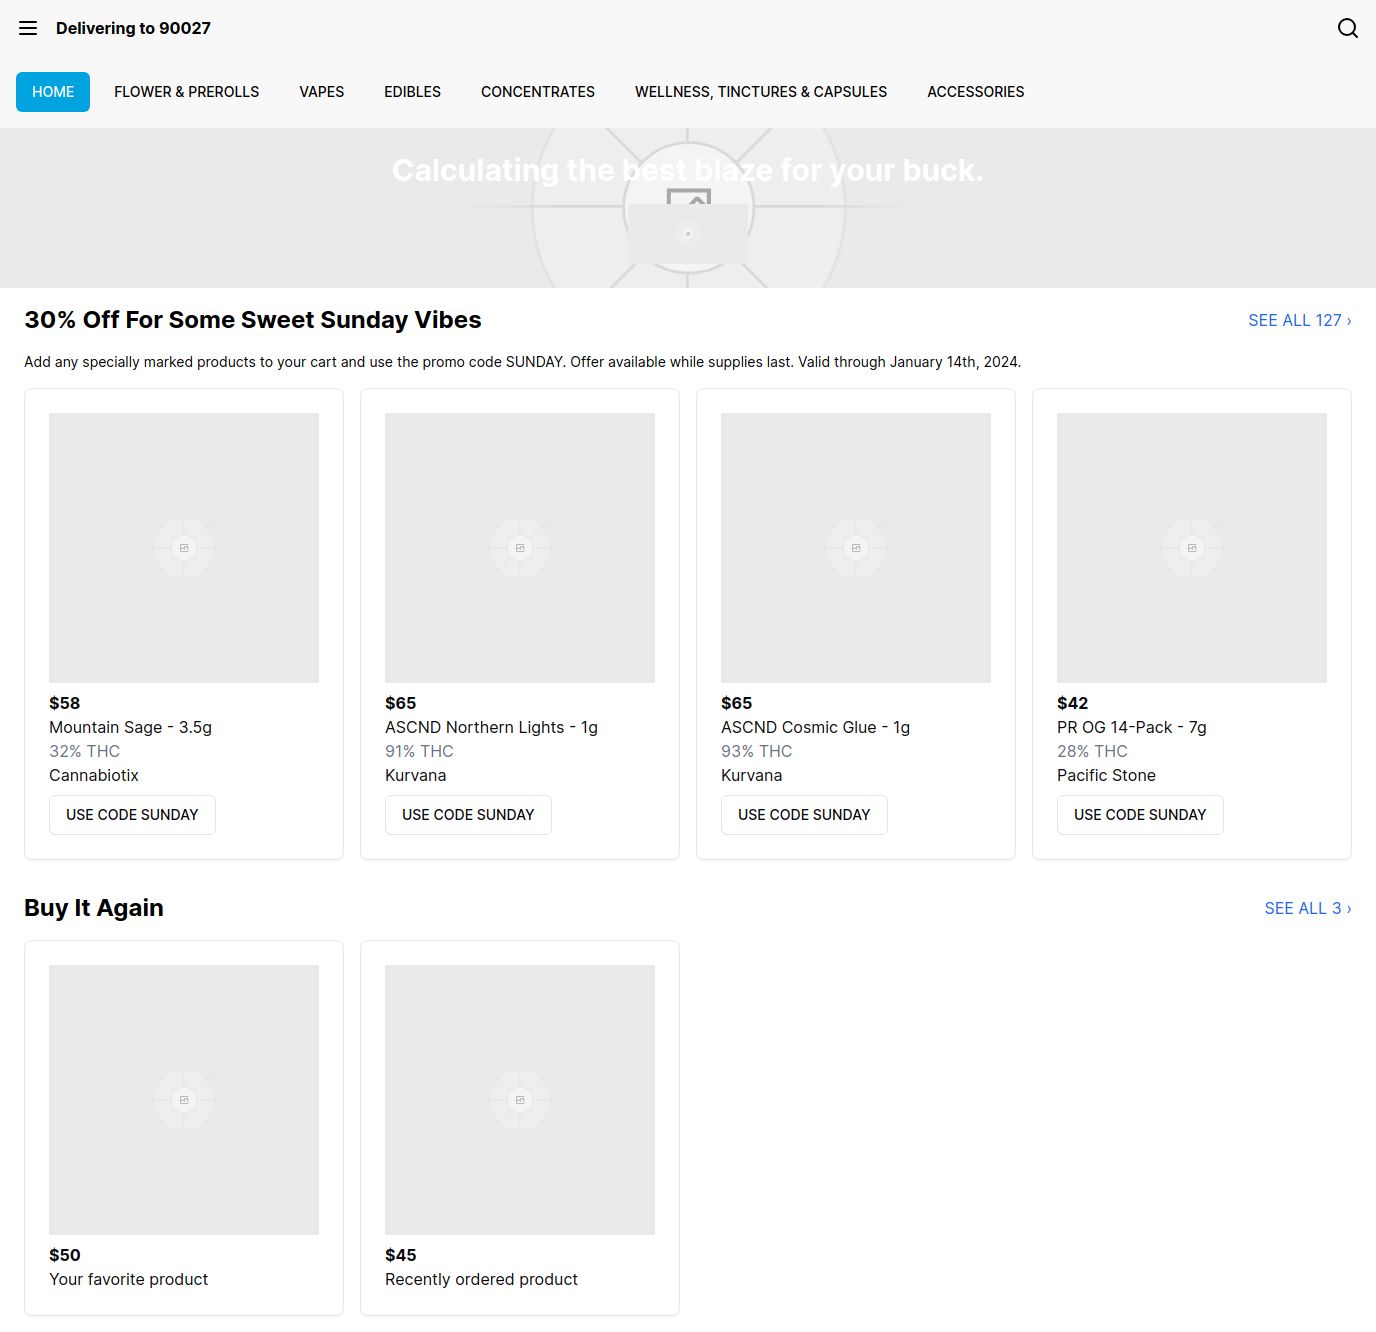 Delivering to 90027
HOME FLOWER & PREROLLS VAPES EDIBLES CONCENTRATES WELLNESS, TINCTURES & CAPSULES ACCESSORIES
Calculating the best blaze for your buck.
30% Off For Some Sweet Sunday Vibes
SEE ALL 127 ›
Add any specially marked products to your cart and use the promo code SUNDAY. Offer available while supplies last. Valid through January 14th, 2024.
$58
Mountain Sage - 3.5g
32% THC
Cannabiotix
USE CODE SUNDAY
$65
ASCND Northern Lights - 1g
91% THC
Kurvana
USE CODE SUNDAY
$65
ASCND Cosmic Glue - 1g
93% THC
Kurvana
USE CODE SUNDAY
$42
PR OG 14-Pack - 7g
28% THC
Pacific Stone
USE CODE SUNDAY
Buy It Again
SEE ALL 3 ›
$50
Your favorite product
$45
Recently ordered product